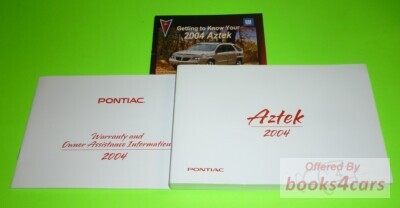 Getting to Know Your
2004 Aztek
GM
PONTIAC
Warranty and
Owner Assistance Information
2004
Aztek
2004
PONTIAC
Offered By
books4cars